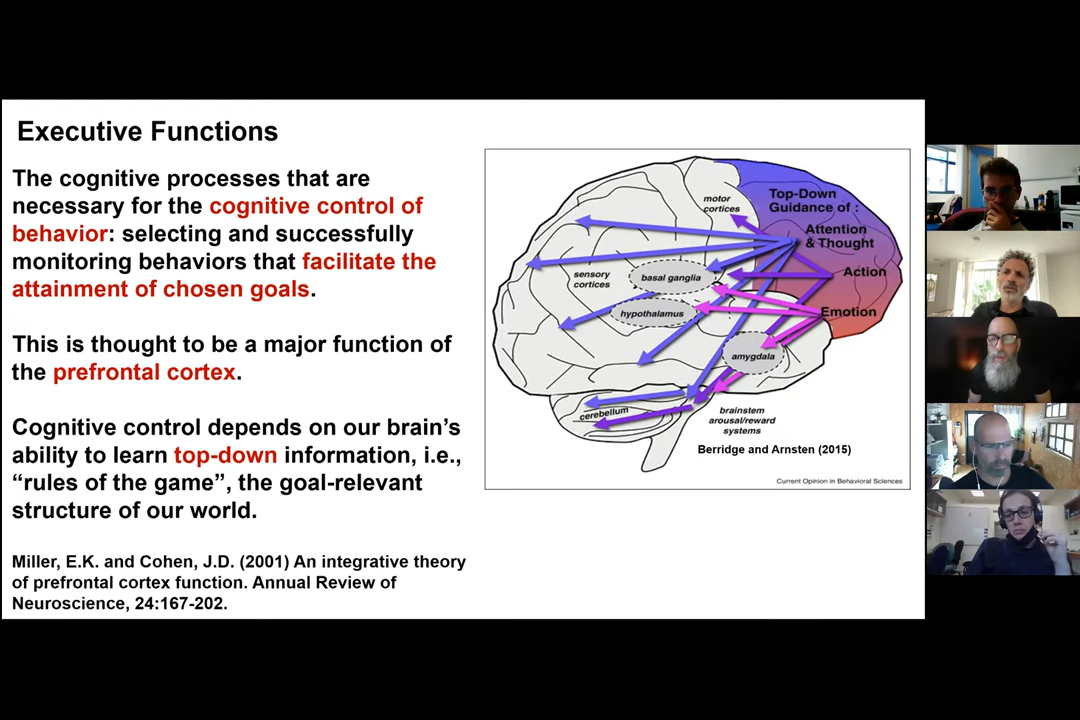 Executive Functions
The cognitive processes that are
necessary for the cognitive control of
behavior: selecting and successfully
monitoring behaviors that facilitate the
attainment of chosen goals.
This is thought to be a major function of
the prefrontal cortex.
Cognitive control depends on our brain’s
ability to learn top-down information, i.e.,
“rules of the game”, the goal-relevant
structure of our world.
Miller, E.K. and Cohen, J.D. (2001) An integrative theory
of prefrontal cortex function. Annual Review of
Neuroscience, 24:167-202.
motor
cortices
Top-Down
Guidance of :
Attention
& Thought
Action
Emotion
sensory
cortices
basal ganglia
hypothalamus
amygdala
cerebellum
brainstem
arousal/reward
systems
Berridge and Arnsten (2015)
Current Opinion in Behavioral Sciences